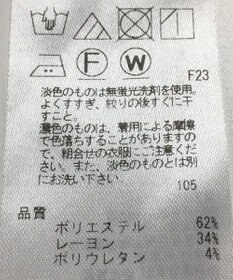 F W
F23
淡色のものは無蛍光洗剤を使用。
よくすすぎ、絞りの後すぐに干
すこと。
濃色のものは、着用による摩擦
で色落ちすることがありますの
で、組合せの衣服にご注意くだ
さい。また、淡色のものとは別
にお洗い下さい。
105
品質
ポリエステル 62%
レーヨン 34%
ポリウレタン 4%